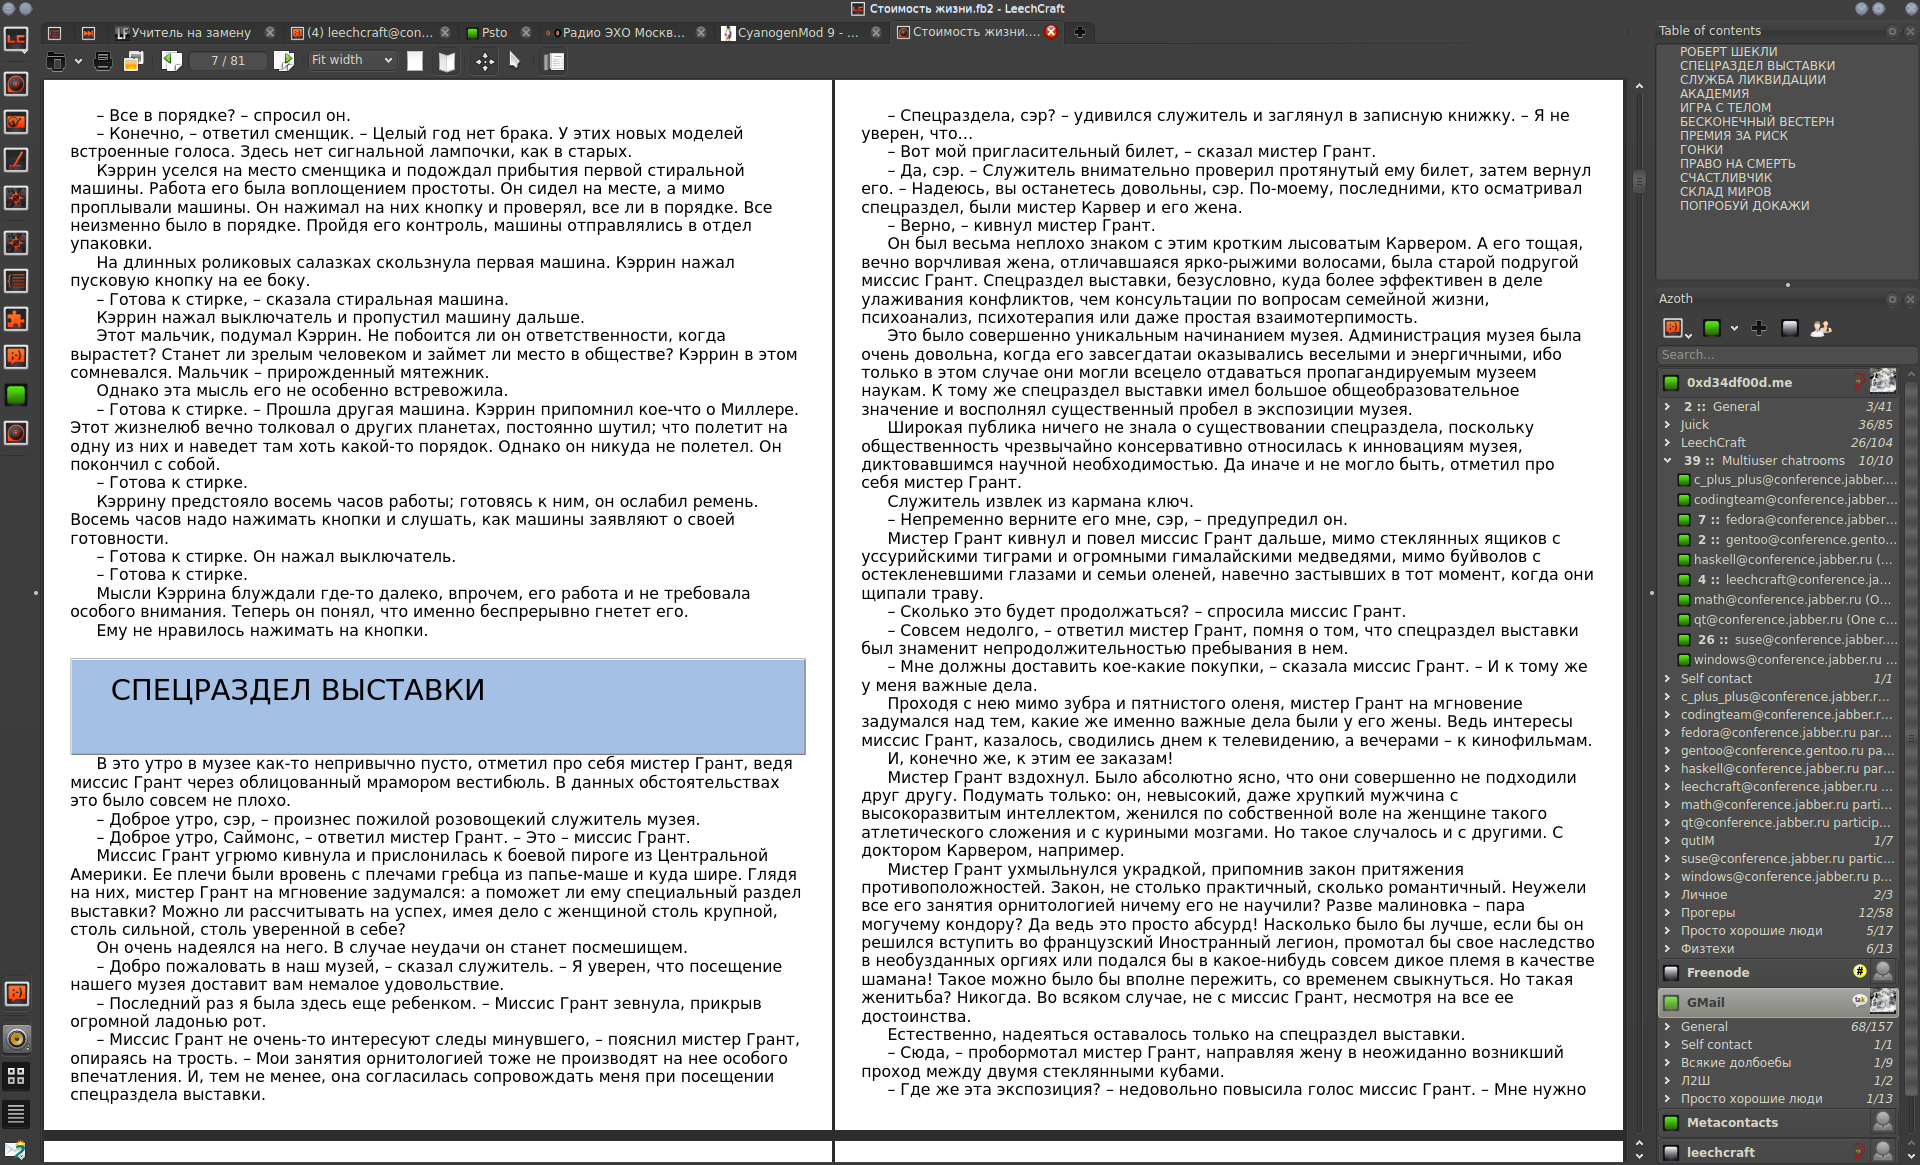 Стоимость жизни.fb2 - LeechCraft
Учитель на замену
(4) leechcraft@con...
Psto
Радио ЭХО Москв...
CyanogenMod 9 - ...
Стоимость жизни....
7 / 81
Fit width
– Все в порядке? – спросил он.
– Конечно, – ответил сменщик. – Целый год нет брака. У этих новых моделей
встроенные голоса. Здесь нет сигнальной лампочки, как в старых.
Кэррин уселся на место сменщика и подождал прибытия первой стиральной
машины. Работа его была воплощением простоты. Он сидел на месте, а мимо
проплывали машины. Он нажимал на них кнопку и проверял, все ли в порядке. Все
неизменно было в порядке. Пройдя его контроль, машины отправлялись в отдел
упаковки.
На длинных роликовых салазках скользнула первая машина. Кэррин нажал
пусковую кнопку на ее боку.
– Готова к стирке, – сказала стиральная машина.
Кэррин нажал выключатель и пропустил машину дальше.
Этот мальчик, подумал Кэррин. Не побоится ли он ответственности, когда
вырастет? Станет ли зрелым человеком и займет ли место в обществе? Кэррин в этом
сомневался. Мальчик – прирожденный мятежник.
Однако эта мысль его не особенно встревожила.
– Готова к стирке. – Прошла другая машина. Кэррин припомнил кое-что о Миллере.
Этот жизнелюб вечно толковал о других планетах, постоянно шутил; что полетит на
одну из них и наведет там хоть какой-то порядок. Однако он никуда не полетел. Он
покончил с собой.
– Готова к стирке.
Кэррину предстояло восемь часов работы; готовясь к ним, он ослабил ремень.
Восемь часов надо нажимать кнопки и слушать, как машины заявляют о своей
готовности.
– Готова к стирке. Он нажал выключатель.
– Готова к стирке.
Мысли Кэррина блуждали где-то далеко, впрочем, его работа и не требовала
особого внимания. Теперь он понял, что именно беспрерывно гнетет его.
Ему не нравилось нажимать на кнопки.
СПЕЦРАЗДЕЛ ВЫСТАВКИ
В это утро в музее как-то непривычно пусто, отметил про себя мистер Грант, ведя
миссис Грант через облицованный мрамором вестибюль. В данных обстоятельствах
это было совсем не плохо.
– Доброе утро, сэр, – произнес пожилой розовощекий служитель музея.
– Доброе утро, Саймонс, – ответил мистер Грант. – Это – миссис Грант.
Миссис Грант угрюмо кивнула и прислонилась к боевой пироге из Центральной
Америки. Ее плечи были вровень с плечами гребца из папье-маше и куда шире. Глядя
на них, мистер Грант на мгновение задумался: а поможет ли ему специальный раздел
выставки? Можно ли рассчитывать на успех, имея дело с женщиной столь крупной,
столь сильной, столь уверенной в себе?
Он очень надеялся на него. В случае неудачи он станет посмешищем.
– Добро пожаловать в наш музей, – сказал служитель. – Я уверен, что посещение
нашего музея доставит вам немалое удовольствие.
– Последний раз я была здесь еще ребенком. – Миссис Грант зевнула, прикрыв
огромной ладонью рот.
– Миссис Грант не очень-то интересуют следы минувшего, – пояснил мистер Грант,
опираясь на трость. – Мои занятия орнитологией тоже не производят на нее особого
впечатления. И, тем не менее, она согласилась сопровождать меня при посещении
спецраздела выставки.
– Спецраздела, сэр? – удивился служитель и заглянул в записную книжку. – Я не
уверен, что...
– Вот мой пригласительный билет, – сказал мистер Грант.
– Да, сэр. – Служитель внимательно проверил протянутый ему билет, затем вернул
его. – Надеюсь, вы останетесь довольны, сэр. По-моему, последними, кто осматривал
спецраздел, были мистер Карвер и его жена.
– Верно, – кивнул мистер Грант.
Он был весьма неплохо знаком с этим кротким лысоватым Карвером. А его тощая,
вечно ворчливая жена, отличавшаяся ярко-рыжими волосами, была старой подругой
миссис Грант. Спецраздел выставки, безусловно, куда более эффективен в деле
улаживания конфликтов, чем консультации по вопросам семейной жизни,
психоанализ, психотерапия или даже простая взаимотерпимость.
Это было совершенно уникальным начинанием музея. Администрация музея была
очень довольна, когда его завсегдатаи оказывались веселыми и энергичными, ибо
только в этом случае они могли всецело отдаваться пропагандируемым музеем
наукам. К тому же спецраздел выставки имел большое общеобразовательное
значение и восполнял существенный пробел в экспозиции музея.
Широкая публика ничего не знала о существовании спецраздела, поскольку
общественность чрезвычайно консервативно относилась к инновациям музея,
диктовавшимся научной необходимостью. Да иначе и не могло быть, отметил про
себя мистер Грант.
Служитель извлек из кармана ключ.
– Непременно верните его мне, сэр, – предупредил он.
Мистер Грант кивнул и повел миссис Грант дальше, мимо стеклянных ящиков с
уссурийскими тиграми и огромными гималайскими медведями, мимо буйволов с
остекленевшими глазами и семьи оленей, навечно застывших в тот момент, когда они
щипали траву.
– Сколько это будет продолжаться? – спросила миссис Грант.
– Совсем недолго, – ответил мистер Грант, помня о том, что спецраздел выставки
был знаменит непродолжительностью пребывания в нем.
– Мне должны доставить кое-какие покупки, – сказала миссис Грант. – И к тому же
у меня важные дела.
Проходя с нею мимо зубра и пятнистого оленя, мистер Грант на мгновение
задумался над тем, какие же именно важные дела были у его жены. Ведь интересы
миссис Грант, казалось, сводились днем к телевидению, а вечерами – к кинофильмам.
И, конечно же, к этим ее заказам!
Мистер Грант вздохнул. Было абсолютно ясно, что они совершенно не подходили
друг другу. Подумать только: он, невысокий, даже хрупкий мужчина с
высокоразвитым интеллектом, женился по собственной воле на женщине такого
атлетического сложения и с куриными мозгами. Но такое случалось и с другими. С
доктором Карвером, например.
Мистер Грант ухмыльнулся украдкой, припомнив закон притяжения
противоположностей. Закон, не столько практичный, сколько романтичный. Неужели
все его занятия орнитологией ничему его не научили? Разве малиновка – пара
могучему кондору? Да ведь это просто абсурд! Насколько было бы лучше, если бы он
решился вступить во французский Иностранный легион, промотал бы свое наследство
в необузданных оргиях или подался бы в какое-нибудь совсем дикое племя в качестве
шамана! Такое можно было бы вполне пережить, со временем свыкнуться. Но такая
женитьба? Никогда. Во всяком случае, не с миссис Грант, несмотря на все ее
достоинства.
Естественно, надеяться оставалось только на спецраздел выставки.
– Сюда, – пробормотал мистер Грант, направляя жену в неожиданно возникший
проход между двумя стеклянными кубами.
– Где же эта экспозиция? – недовольно повысила голос миссис Грант. – Мне нужно
Table of contents
РОБЕРТ ШЕКЛИ
СПЕЦРАЗДЕЛ ВЫСТАВКИ
СЛУЖБА ЛИКВИДАЦИИ
АКАДЕМИЯ
ИГРА С ТЕЛОМ
БЕСКОНЕЧНЫЙ ВЕСТЕРН
ПРЕМИЯ ЗА РИСК
ГОНКИ
ПРАВО НА СМЕРТЬ
СЧАСТЛИВЧИК
СКЛАД МИРОВ
ПОПРОБУЙ ДОКАЖИ
Azoth
Search...
0xd34df00d.me
2 :: General 3/41
Juick 36/85
LeechCraft 26/104
39 :: Multiuser chatrooms 10/10
c_plus_plus@conference.jabber....
codingteam@conference.jabber...
7 :: fedora@conference.jabber...
2 :: gentoo@conference.gento...
haskell@conference.jabber.ru (...
4 :: leechcraft@conference.ja...
math@conference.jabber.ru (O...
qt@conference.jabber.ru (One c...
26 :: suse@conference.jabber....
windows@conference.jabber.ru ...
Self contact 1/1
c_plus_plus@conference.jabber.r...
codingteam@conference.jabber.r...
fedora@conference.jabber.ru par...
gentoo@conference.gentoo.ru pa...
haskell@conference.jabber.ru par...
leechcraft@conference.jabber.ru ...
math@conference.jabber.ru parti...
qt@conference.jabber.ru particip...
qutIM 1/7
suse@conference.jabber.ru partic...
windows@conference.jabber.ru p...
Личное 2/3
Прогеры 12/58
Просто хорошие люди 5/17
Физтехи 6/13
Freenode
GMail
General 68/157
Self contact 1/1
Всякие долбоебы 1/9
Л2Ш 1/2
Просто хорошие люди 1/13
Metacontacts
leechcraft